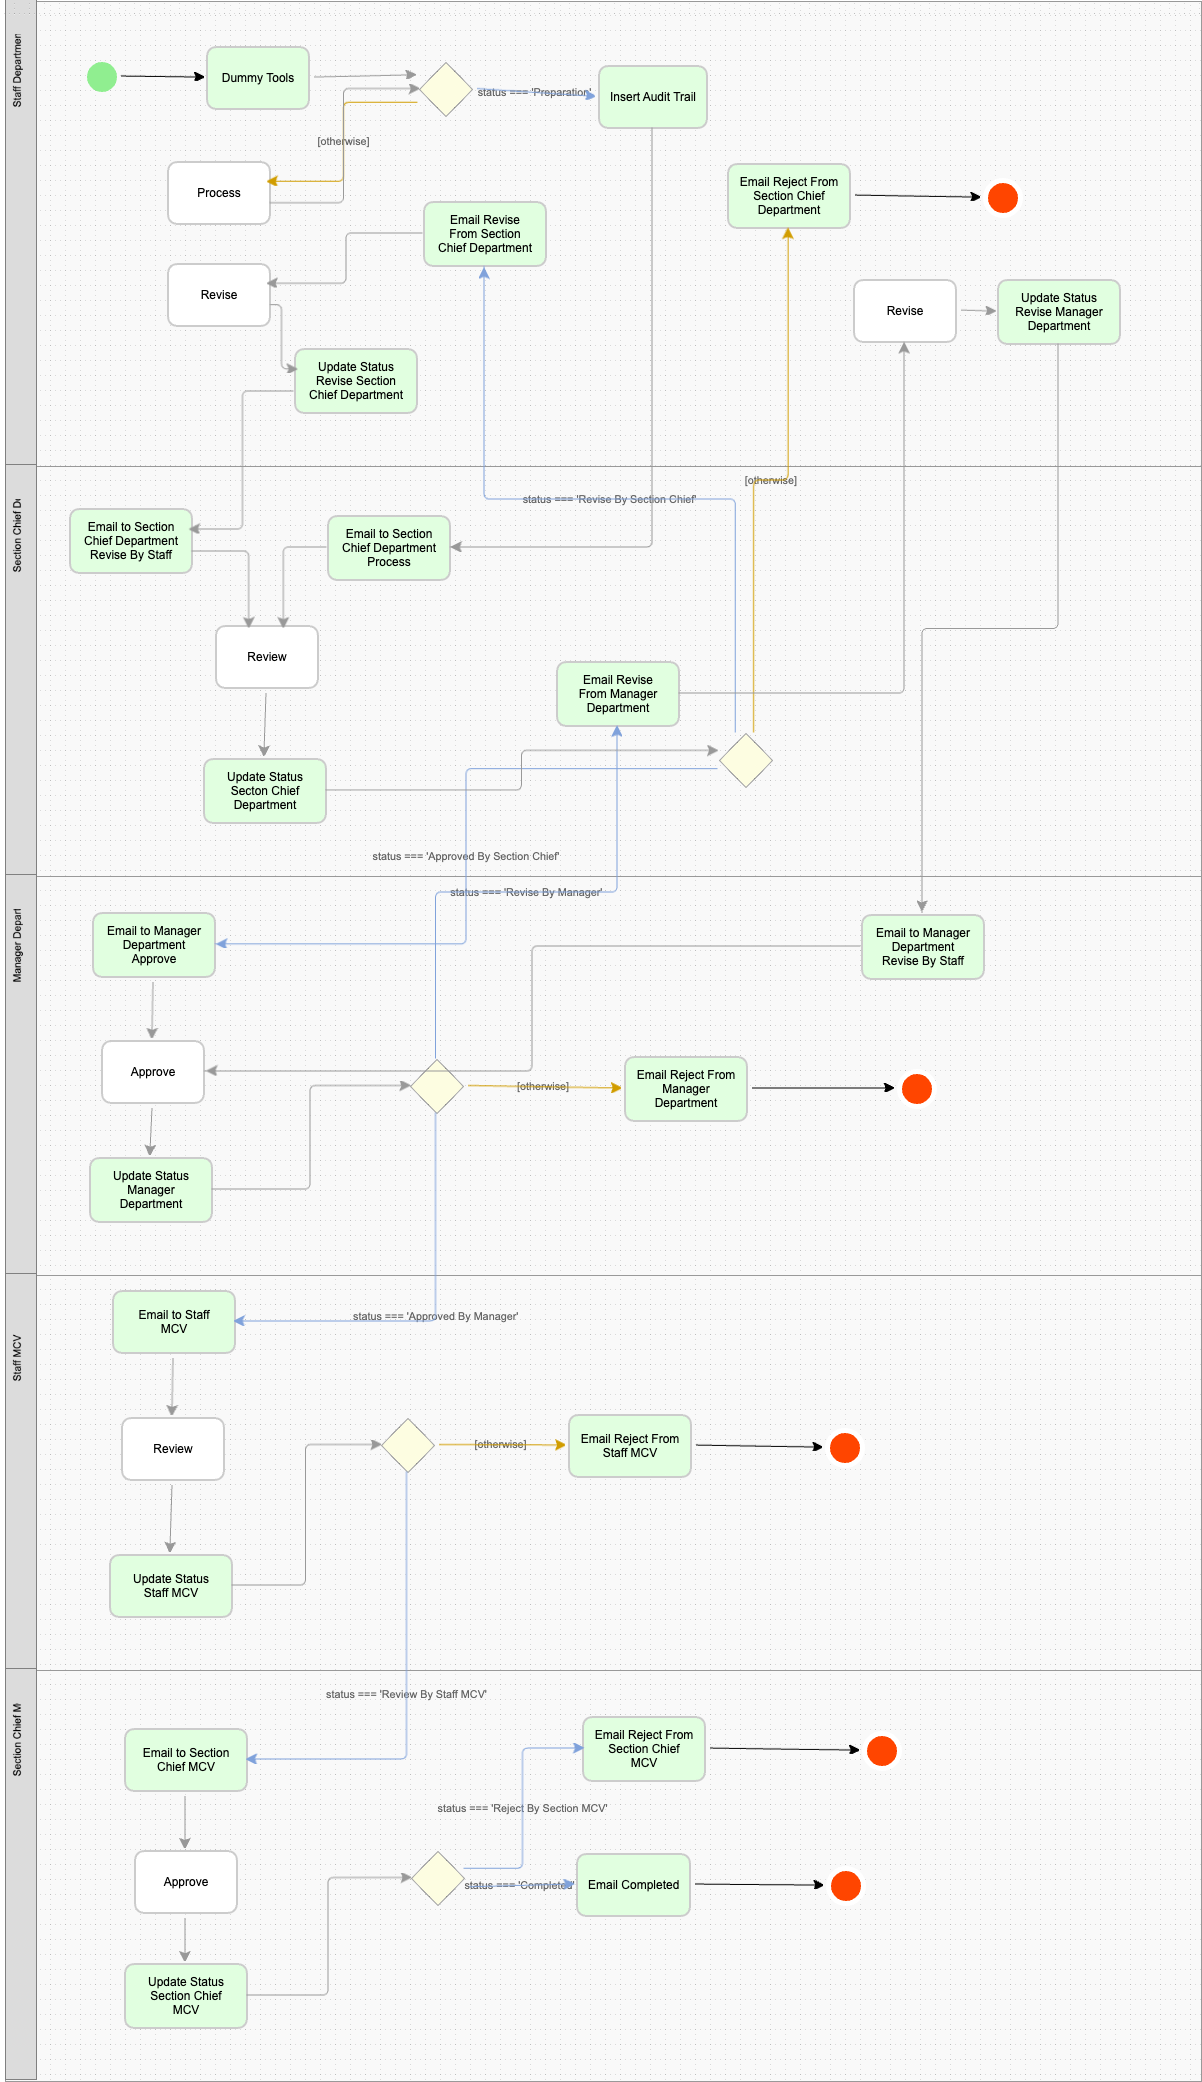 Staff Departmen
Dummy Tools
status === 'Preparation'
Insert Audit Trail
[otherwise]
Process
Email Reject From
Section Chief
Department
Email Revise
From Section
Chief Department
Revise
Revise
Update Status
Revise Manager
Department
Update Status
Revise Section
Chief Department
Section Chief De
[otherwise]
status === 'Revise By Section Chief'
Email to Section
Chief Department
Revise By Staff
Email to Section
Chief Department
Process
Review
Email Revise
From Manager
Department
Update Status
Secton Chief
Department
status === 'Approved By Section Chief'
Manager Depart
status === 'Revise By Manager'
Email to Manager
Department
Approve
Email to Manager
Department
Revise By Staff
Approve
[otherwise]
Email Reject From
Manager
Department
Update Status
Manager
Department
Staff MCV
Email to Staff
MCV
status === 'Approved By Manager'
Review
[otherwise]
Email Reject From
Staff MCV
Update Status
Staff MCV
Section Chief M
status === 'Review By Staff MCV'
Email to Section
Chief MCV
Email Reject From
Section Chief
MCV
status === 'Reject By Section MCV'
Approve
status === 'Completed'
Email Completed
Update Status
Section Chief
MCV